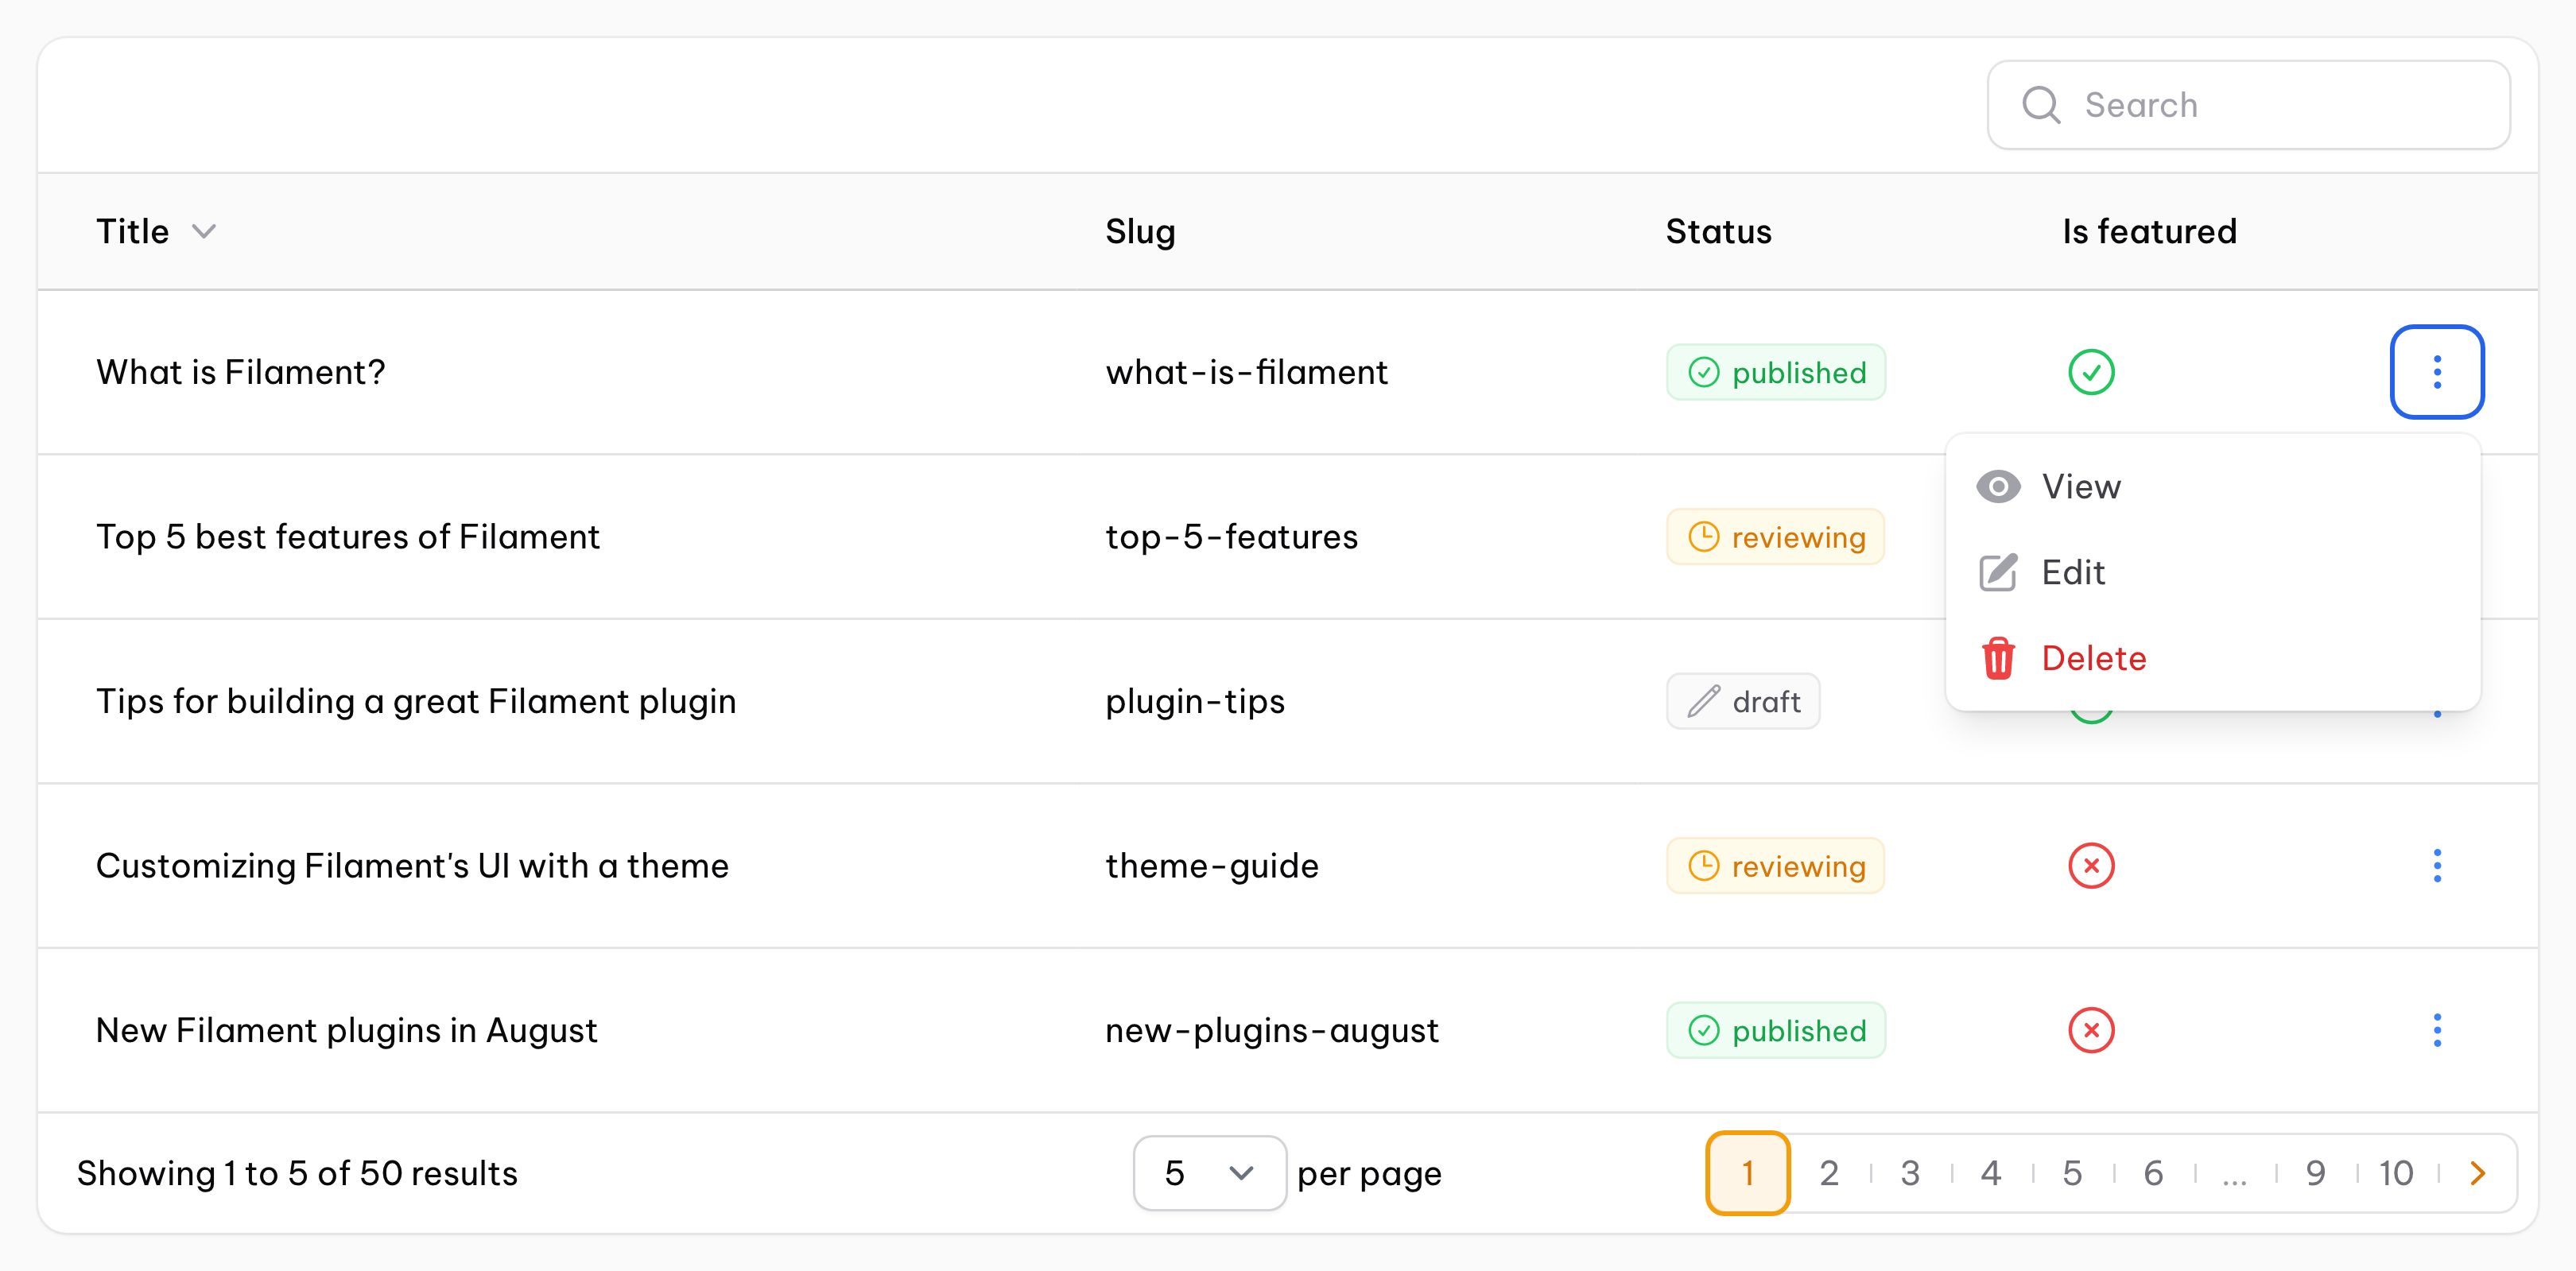 Search
Title Slug Status Is featured
What is Filament? what-is-filament published
View
Top 5 best features of Filament top-5-features reviewing
Edit
Delete
Tips for building a great Filament plugin plugin-tips draft
Customizing Filament's UI with a theme theme-guide reviewing
New Filament plugins in August new-plugins-august published
Showing 1 to 5 of 50 results 5 per page 1 2 3 4 5 6 ... 9 10